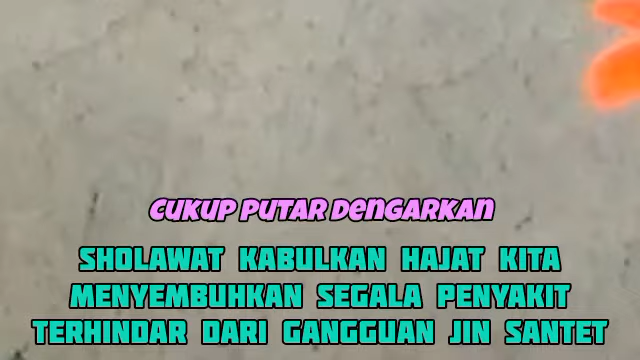 CUKUP PUTAR DENGARKAN
SHOLAWAT KABULKAN HAJAT KITA
MENYEMBUHKAN SEGALA PENYAKIT
TERHINDAR DARI GANGGUAN JIN SANTET